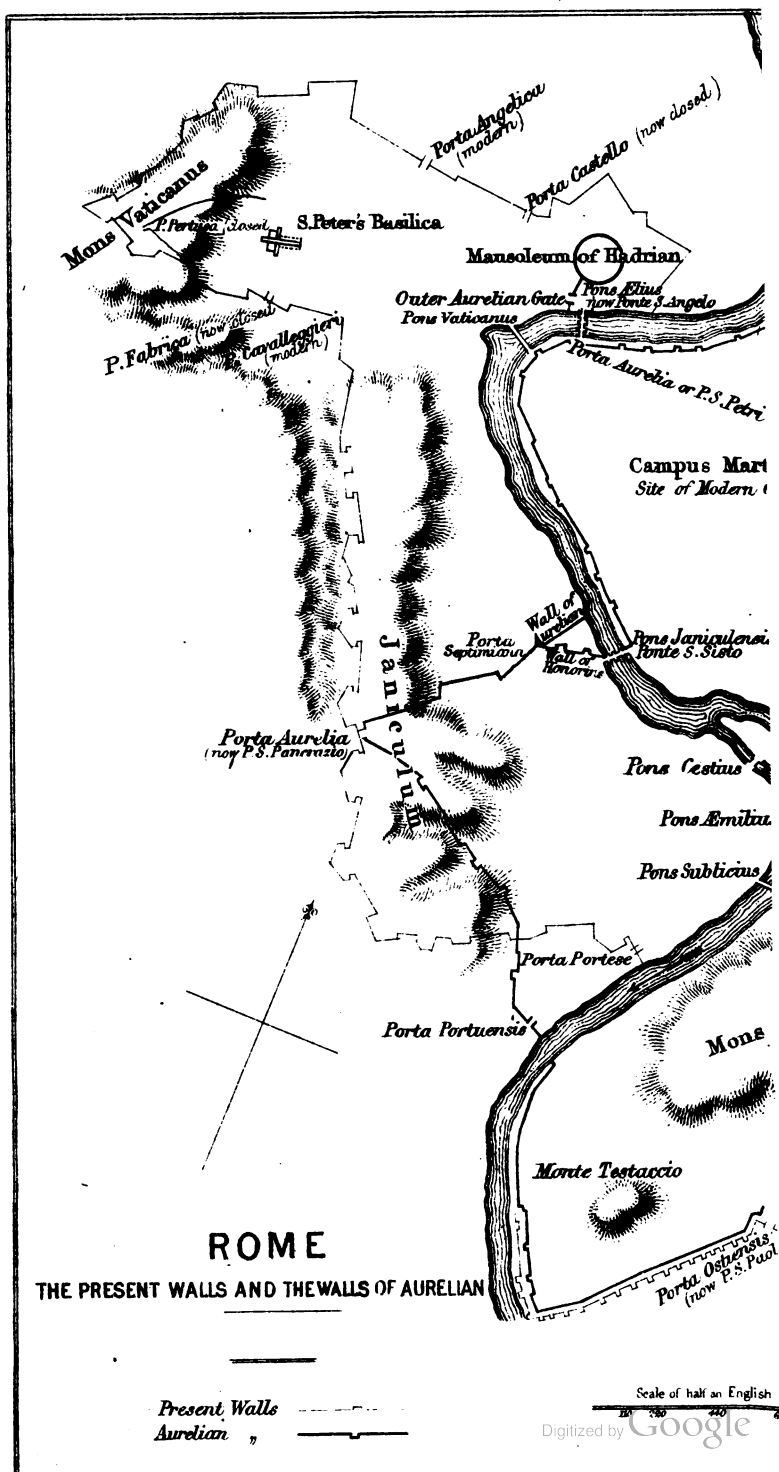 Porta Angelica
(modern)
Porta Castello (now closed)
Mons Vaticanus
P. Pertusa closed
S. Peter's Basilica
Mausoleum of Hadrian
Pons Ælius
now Ponte S. Angelo
Outer Aurelian Gate
Pons Vaticanus
P. Fabrica (now closed
P. Cavalleggieri
(modern)
Porta Aurelia or P.S. Petri
Campus Mart
Site of Modern
Wall of
Aurelian
Porta
Wall of
Honorius
Pons Janiculensi
Ponte S. Sisto
Janiculum
Porta Aurelia
(now P.S. Pancrazio)
Pons Cestius
Pons Æmiliu
Pons Sublicius
Porta Portese
Porta Portuensis
Mons
Monte Testaccio
Porta Ostiensis
(now P.S. Paol
ROME
THE PRESENT WALLS AND THE WALLS OF AURELIAN
Present Walls
Aurelian „
Scale of half an English
110 220 440
Digitized by Google